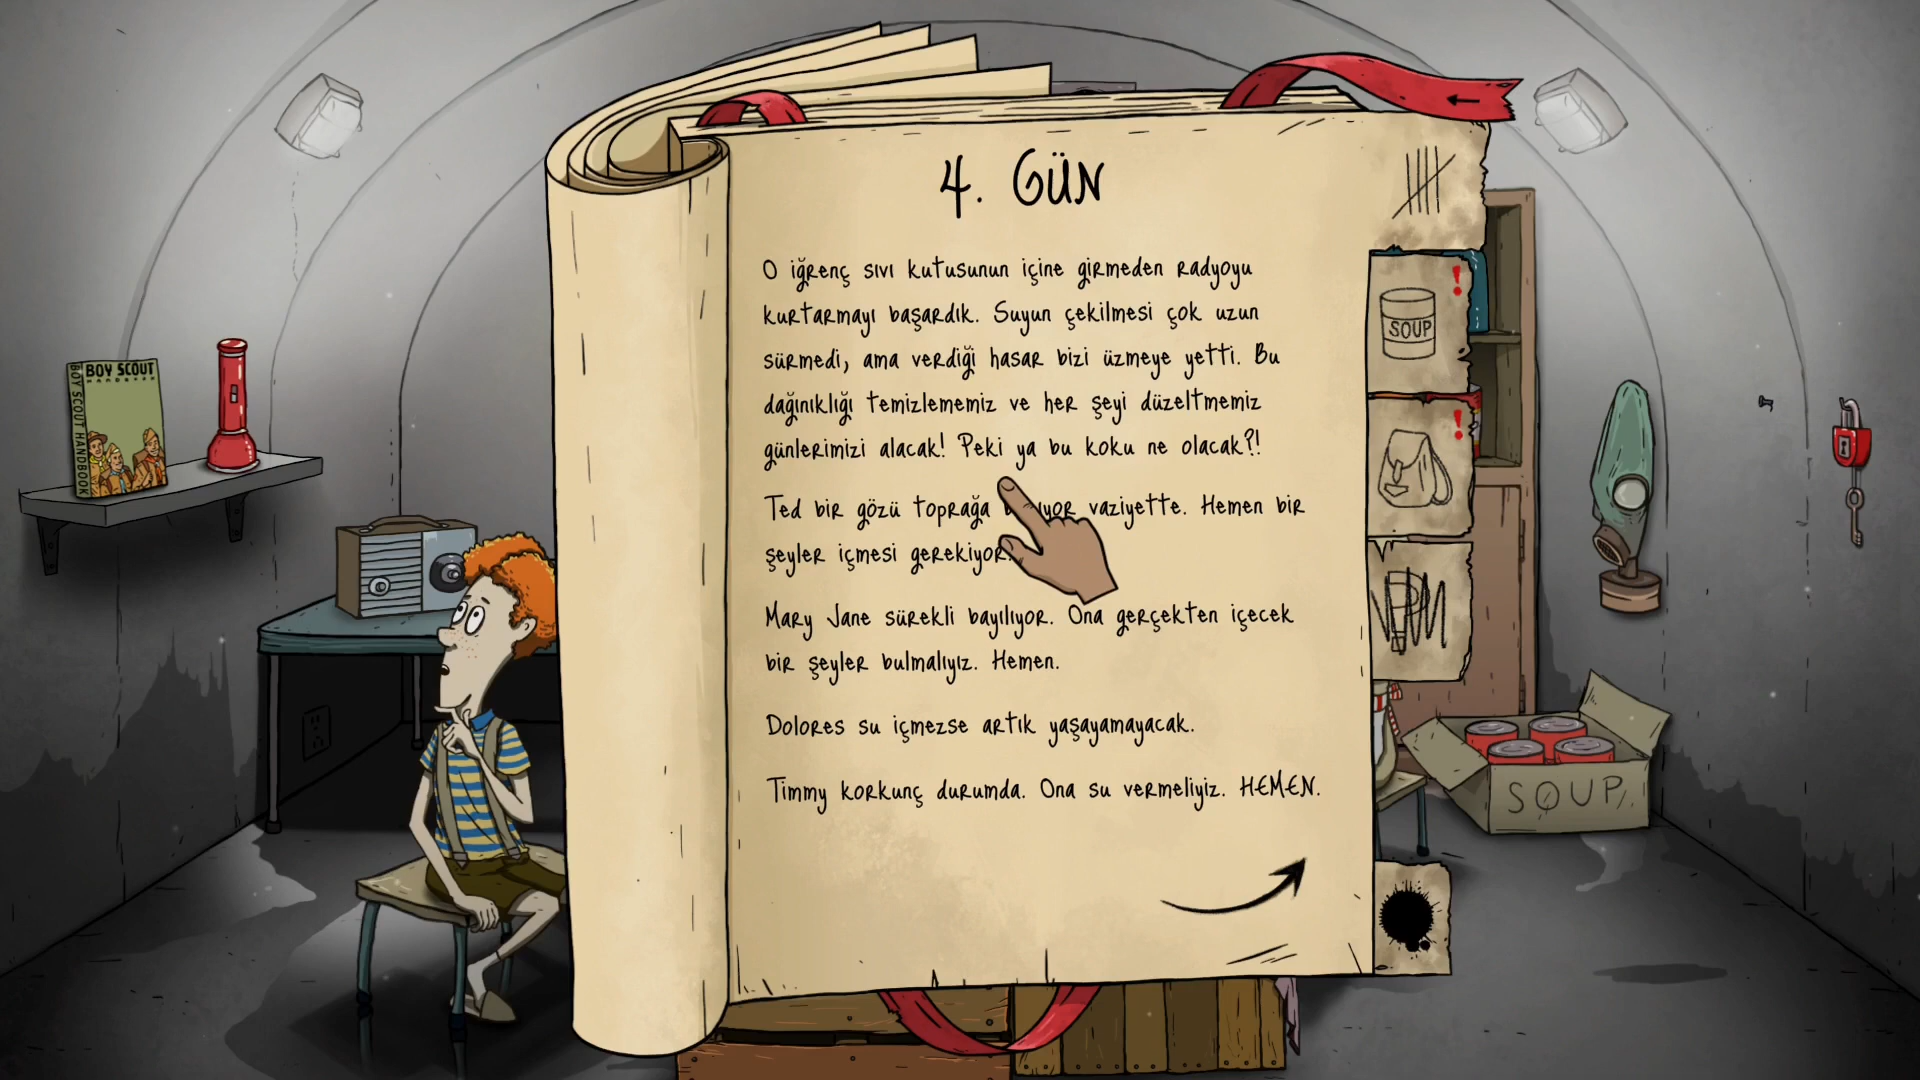 4. GÜN
O iğrenç sıvı kutusunun içine girmeden radyoyu
kurtarmayı başardık. Suyun çekilmesi çok uzun
sürmedi, ama verdiği hasar bizi üzmeye yetti. Bu
dağınıklığı temizlememiz ve her şeyi düzeltmemiz
günlerimizi alacak! Peki ya bu koku ne olacak?!
Ted bir gözü toprağa vaziyette. Hemen bir
şeyler içmesi gerekiyor.
Mary Jane sürekli bayılıyor. Ona gerçekten içecek
bir şeyler bulmalıyız. Hemen.
Dolores su içmezse artık yaşayamayacak.
Timmy korkunç durumda. Ona su vermeliyiz. HEMEN.
BOY SCOUT
HANDBOOK
BOY SCOUT HANDBOOK
!
SOUP
!
SOUP